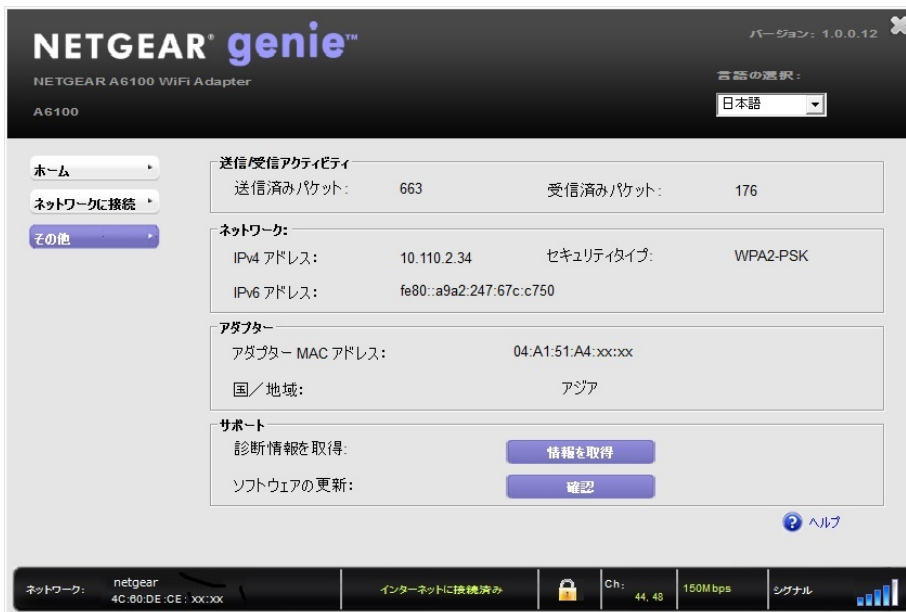 NETGEAR® genie™
バージョン: 1.0.0.12
NETGEAR A6100 WiFi Adapter
言語の選択:
A6100
日本語
ホーム
ネットワークに接続
その他
送信/受信アクティビティ
送信済みパケット: 663 受信済みパケット: 176
ネットワーク:
IPv4 アドレス: 10.110.2.34 セキュリティタイプ: WPA2-PSK
IPv6 アドレス: fe80::a9a2:247:67c:c750
アダプター
アダプター MAC アドレス: 04:A1:51:A4:xx:xx
国/地域: アジア
サポート
診断情報を取得: 情報を取得
ソフトウェアの更新: 確認
? ヘルプ
ネットワーク: netgear
4C:60:DE:CE: xx:xx
インターネットに接続済み
Ch: 44, 48
150Mbps
シグナル